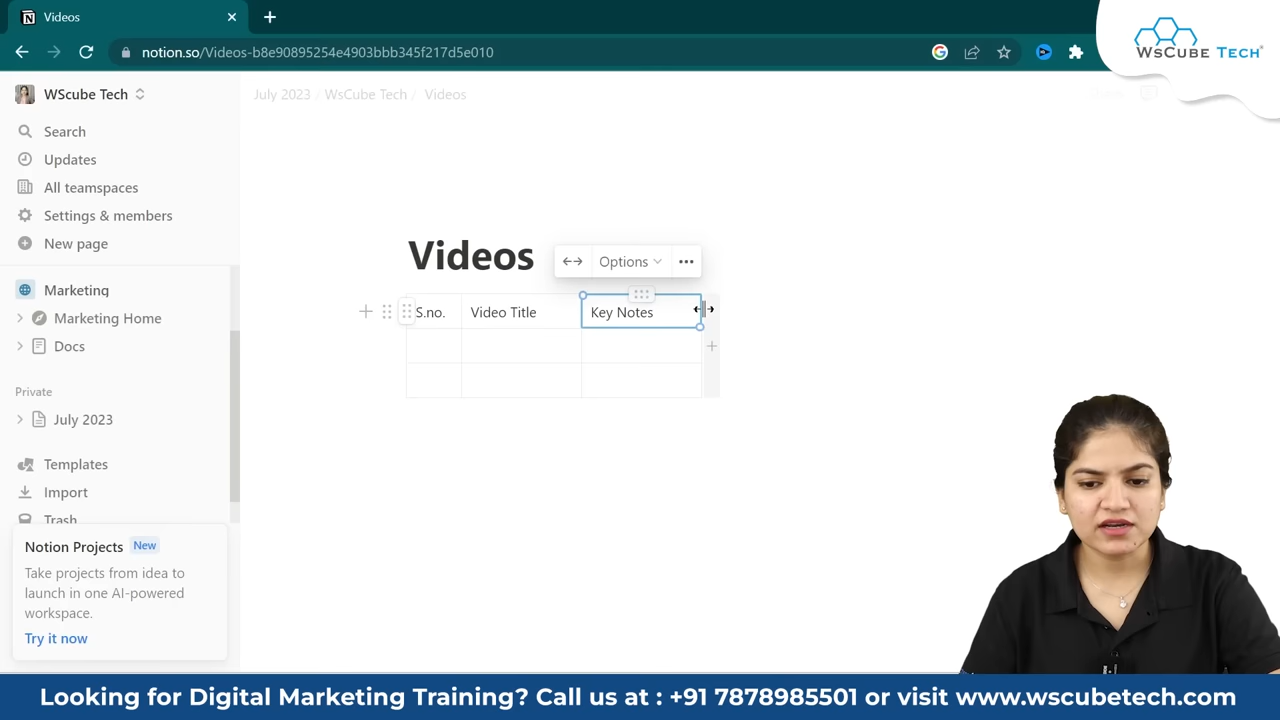 Videos
notion.so/Videos-b8e90895254e4903bbb345f217d5e010
WsCube Tech
WScube Tech
July 2023 / WsCube Tech / Videos
Search
Updates
All teamspaces
Settings & members
New page
Marketing
Marketing Home
Docs
Private
July 2023
Templates
Import
Trash
Notion Projects New
Take projects from idea to
launch in one AI-powered
workspace.
Try it now
Videos
Options
S.no. Video Title Key Notes
Looking for Digital Marketing Training? Call us at : +91 7878985501 or visit www.wscubetech.com